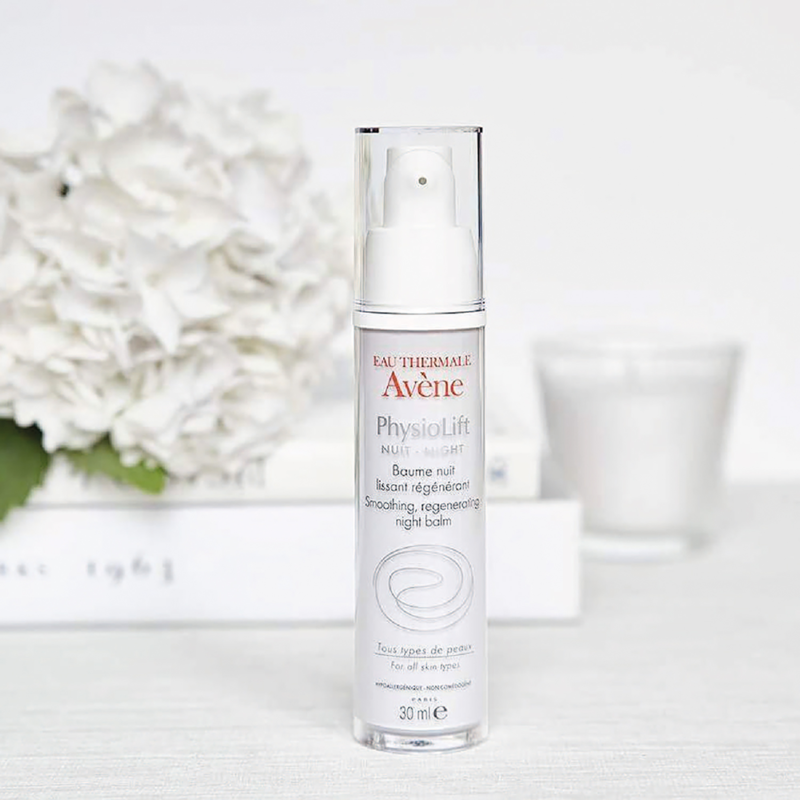 EAU THERMALE
Avène
PhysioLift
NUIT · NIGHT
Baume nuit
lissant régénérant
Smoothing, regenerating
night balm
Tous types de peaux
For all skin types
HYPOALLERGÉNIQUE - NON COMÉDOGÈNE
PARIS
30 ml e
1961